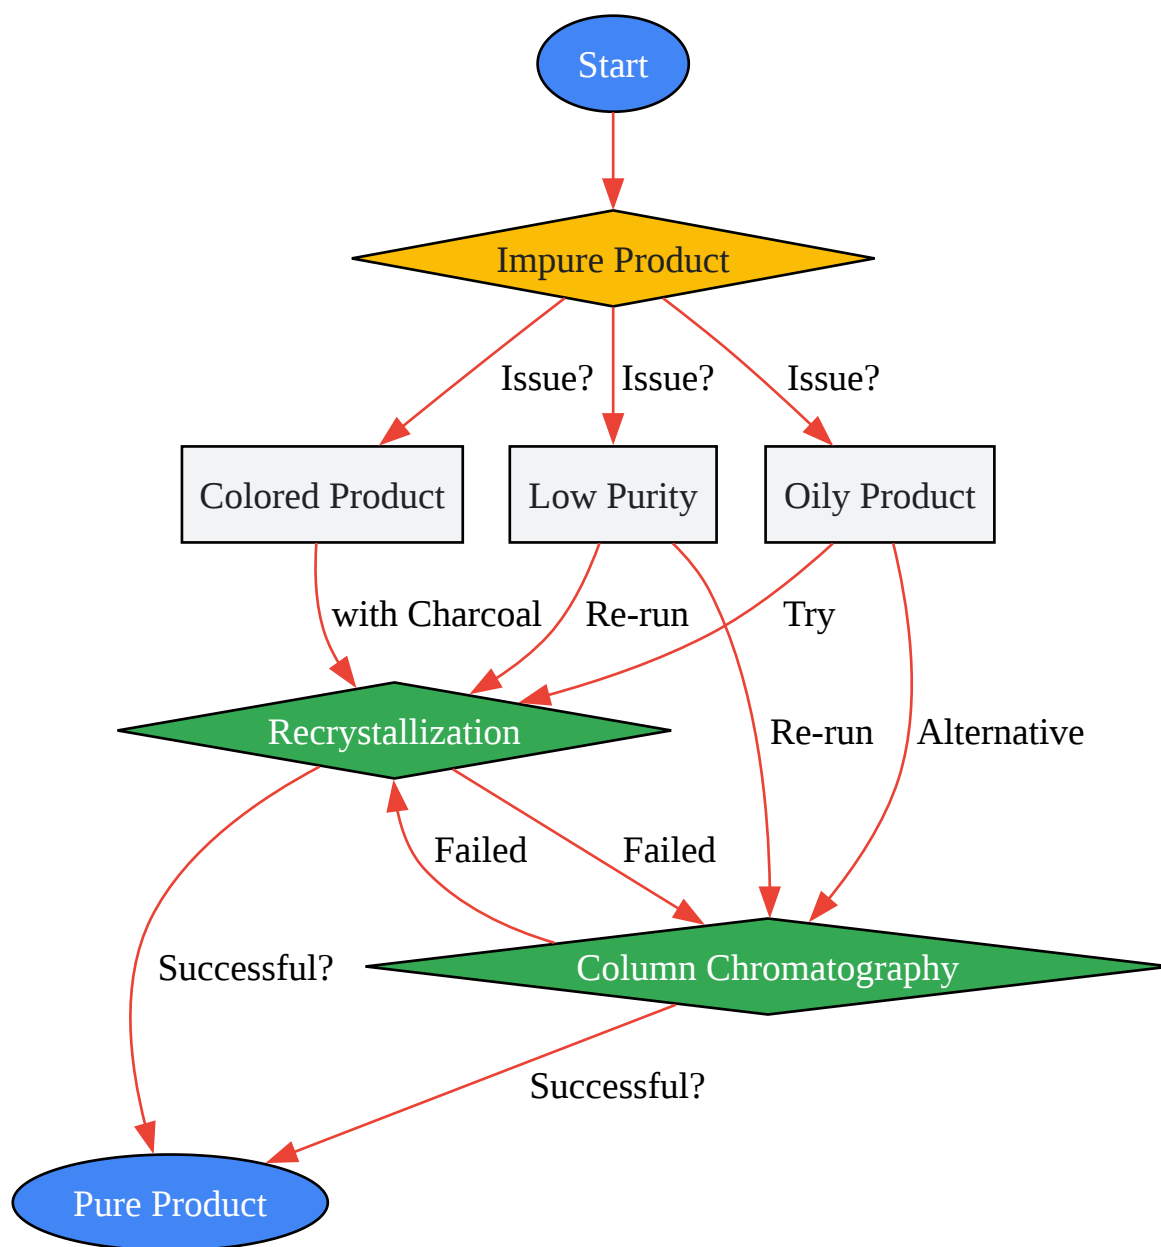 Start
Impure Product
Issue?
Issue?
Issue?
Colored Product
Low Purity
Oily Product
with Charcoal
Re-run
Try
Recrystallization
Re-run
Alternative
Failed
Failed
Successful?
Column Chromatography
Successful?
Pure Product